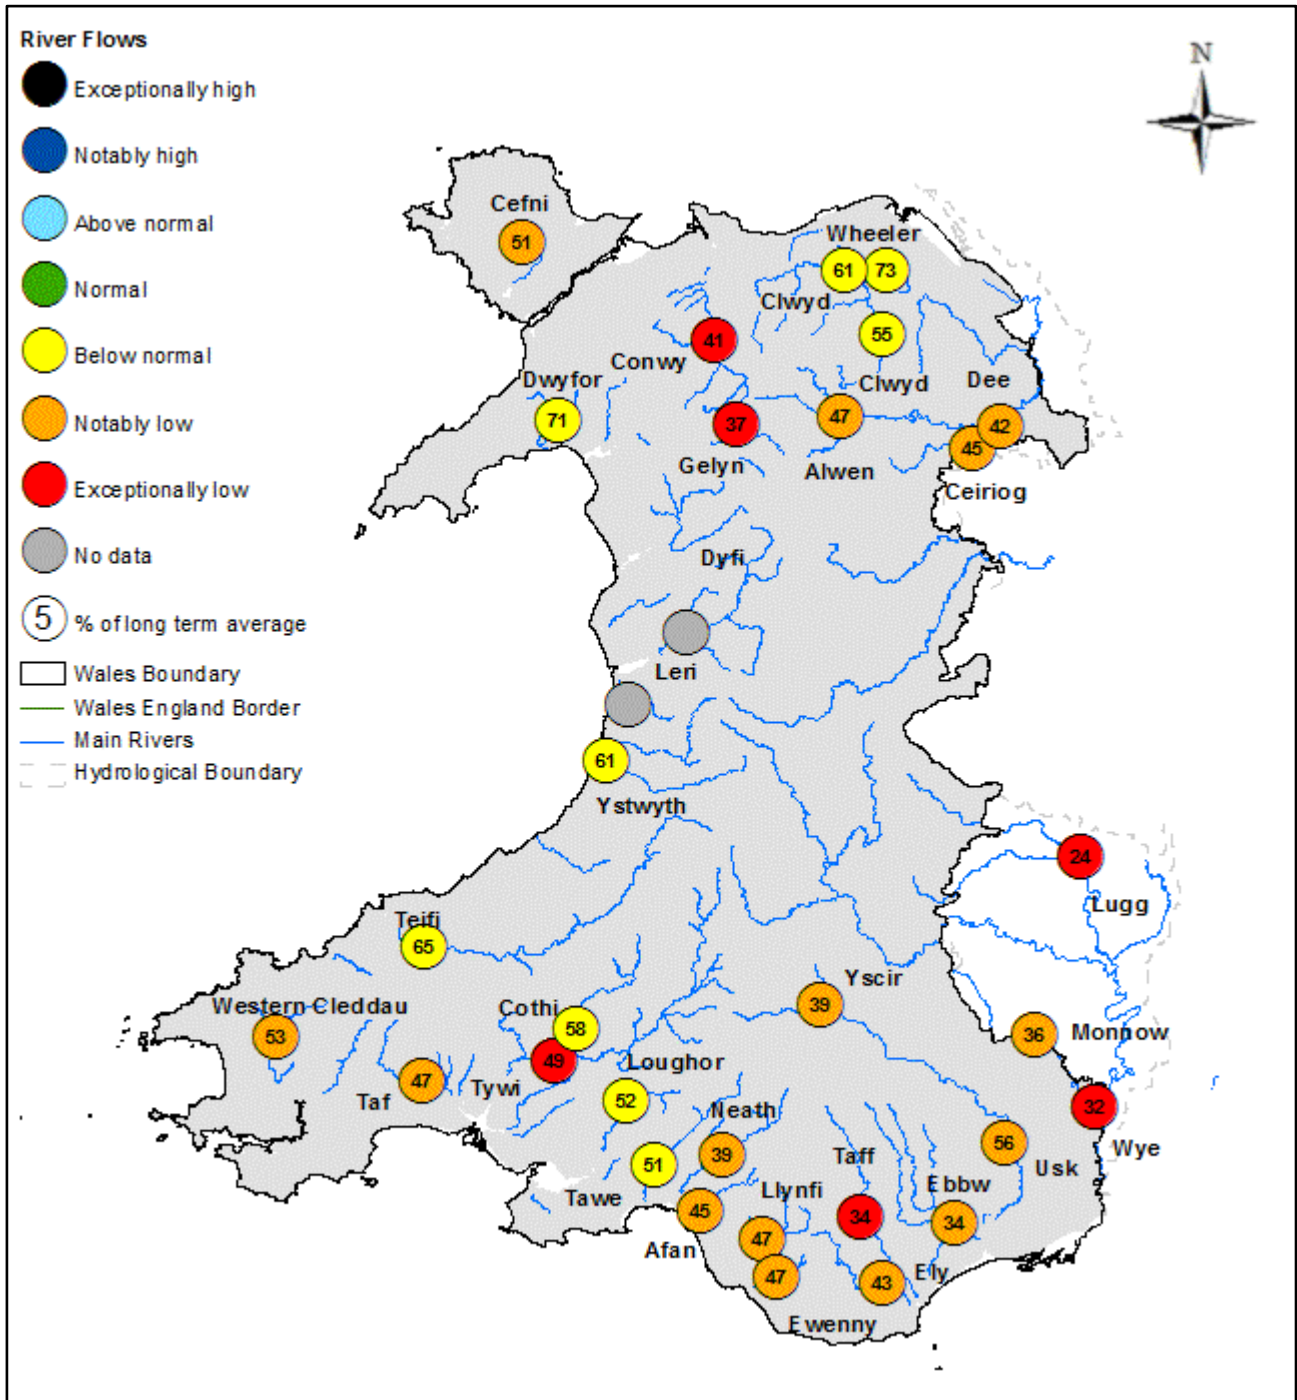 River Flows
Exceptionally high
Notably high
Above normal
Normal
Below normal
Notably low
Exceptionally low
No data
5 % of long term average
Wales Boundary
Wales England Border
Main Rivers
Hydrological Boundary
N
Cefni
51
Wheeler
61 73
Clwyd
55
41
Conwy
Clwyd
Dee
Dwyfor
71
37
47
42
45
Gelyn
Alwen
Ceiriog
Dyfi
Leri
61
Ystwyth
24
Lugg
Teifi
65
Yscir
39
Western Cleddau
53
Cothi
58
49
36
Monnow
Loughor
47
Taf
Tywi
52
Neath
32
Wye
39
51
Taff
56
Usk
Tawe
Llynfi
Ebbw
45
34
34
Afan
47
47
43
Ely
Ewenny